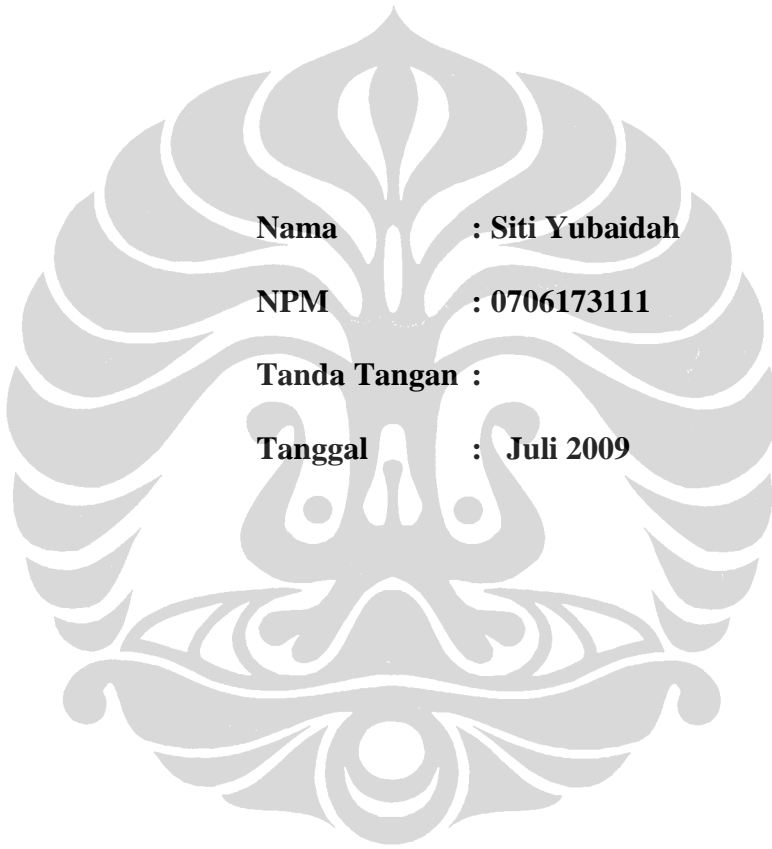 Nama : Siti Yubaidah
NPM : 0706173111
Tanda Tangan :
Tanggal : Juli 2009